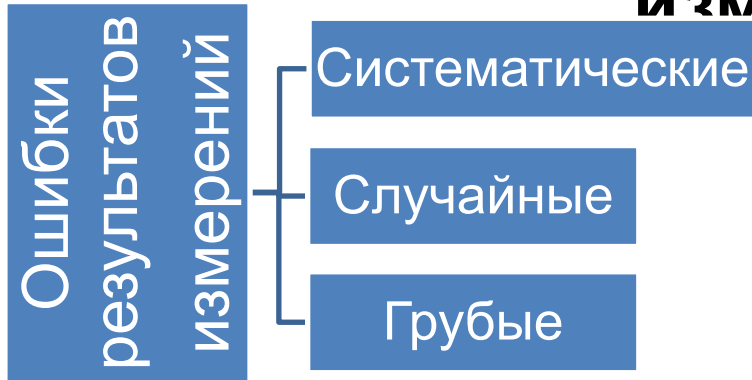 Ошибки
результатов
измерений
Систематические
Случайные
Грубые